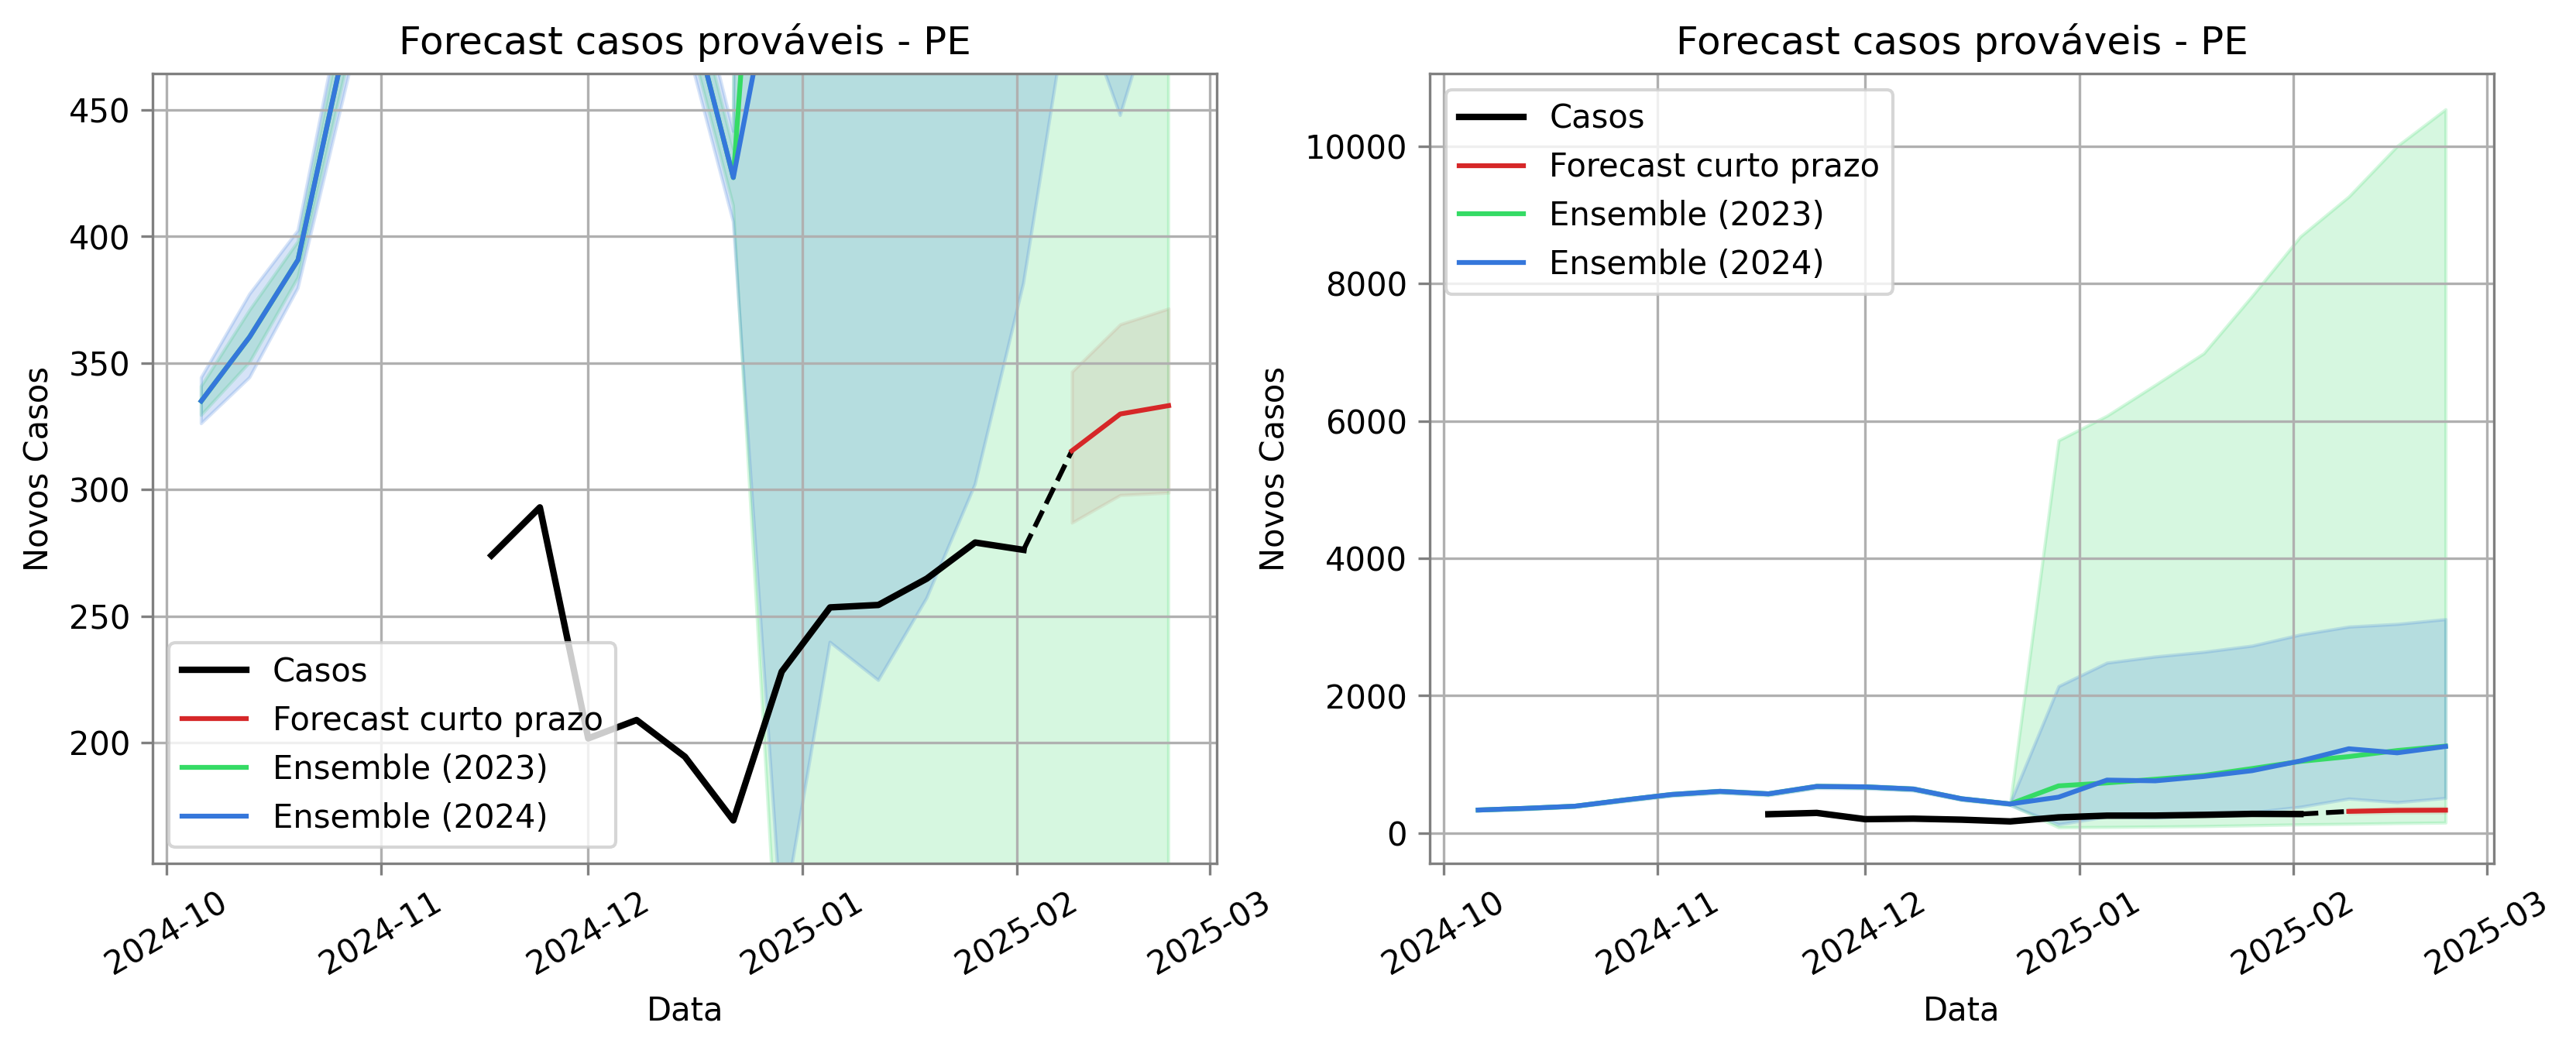 Forecast casos prováveis - PE
Novos Casos
450
400
350
300
250
200
Casos
Forecast curto prazo
Ensemble (2023)
Ensemble (2024)
2024-10
2024-11
2024-12
2025-01
2025-02
2025-03
Data
Forecast casos prováveis - PE
Novos Casos
10000
8000
6000
4000
2000
0
Casos
Forecast curto prazo
Ensemble (2023)
Ensemble (2024)
2024-10
2024-11
2024-12
2025-01
2025-02
2025-03
Data